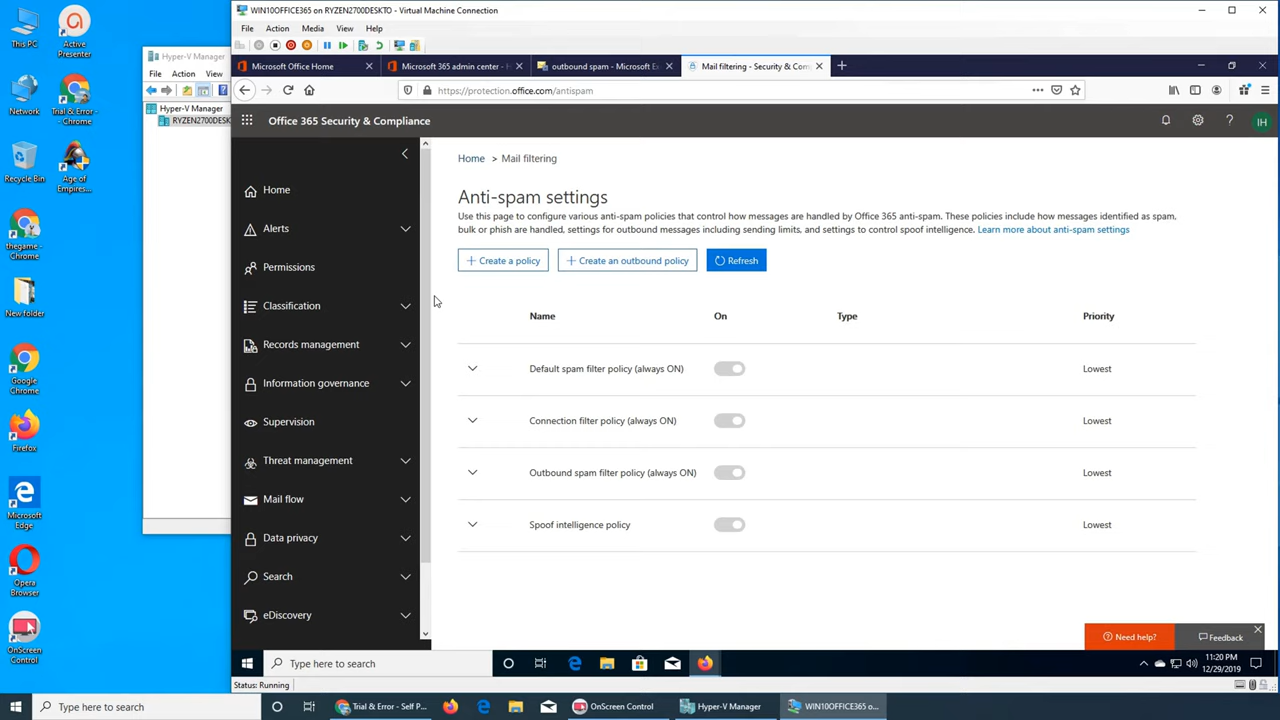 WIN10OFFICE365 on RYZEN2700DESKTO - Virtual Machine Connection
File Action Media View Help
Microsoft Office Home
Microsoft 365 admin center - H
outbound spam - Microsoft Ex
Mail filtering - Security & Com
https://protection.office.com/antispam
Office 365 Security & Compliance
IH
Home
Alerts
Permissions
Classification
Records management
Information governance
Supervision
Threat management
Mail flow
Data privacy
Search
eDiscovery
Home > Mail filtering
Anti-spam settings
Use this page to configure various anti-spam policies that control how messages are handled by Office 365 anti-spam. These policies include how messages identified as spam,
bulk or phish are handled, settings for outbound messages including sending limits, and settings to control spoof intelligence. Learn more about anti-spam settings
+ Create a policy
+ Create an outbound policy
Refresh
Name On Type Priority
Default spam filter policy (always ON) Lowest
Connection filter policy (always ON) Lowest
Outbound spam filter policy (always ON) Lowest
Spoof intelligence policy Lowest
Need help?
Feedback
Type here to search
11:20 PM
12/29/2019
Status: Running
Hyper-V Manager
File Action View
Hyper-V Manager
RYZEN2700DESK
This PC
Active
Presenter
Network
Trial & Error -
Chrome
Recycle Bin
Age of
Empires...
thegame -
Chrome
New folder
Google
Chrome
Firefox
Microsoft
Edge
Opera
Browser
OnScreen
Control
Type here to search
Trial & Error - Self P...
OnScreen Control
Hyper-V Manager
WIN10OFFICE365 o...